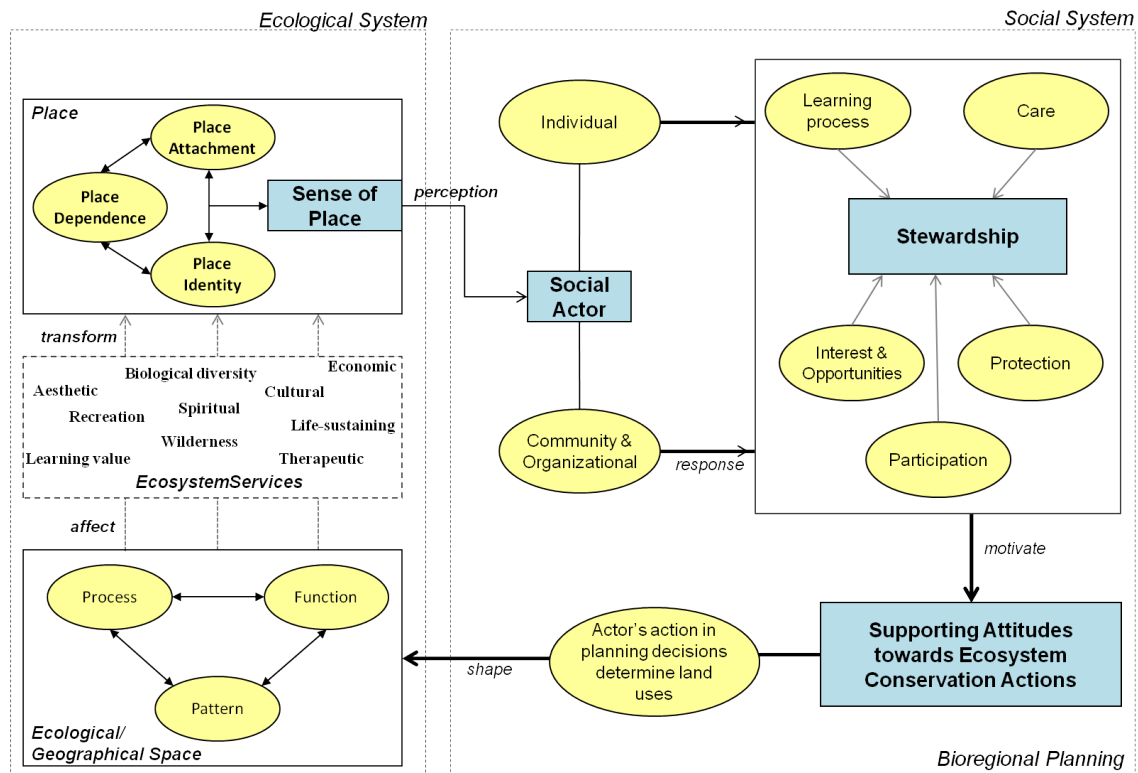 Ecological System
Social System
Place
Place
Attachment
Place
Dependence
Sense of
Place
Place
Identity
perception
transform
Economic
Biological diversity
Aesthetic
Cultural
Spiritual
Recreation
Life-sustaining
Wilderness
Learning value
Therapeutic
EcosystemServices
affect
Process
Function
Pattern
Ecological/
Geographical Space
Individual
Social
Actor
Community &
Organizational
response
Learning
process
Care
Stewardship
Interest &
Opportunities
Protection
Participation
motivate
Supporting Attitudes
towards Ecosystem
Conservation Actions
Actor's action in
planning decisions
determine land
uses
shape
Bioregional Planning